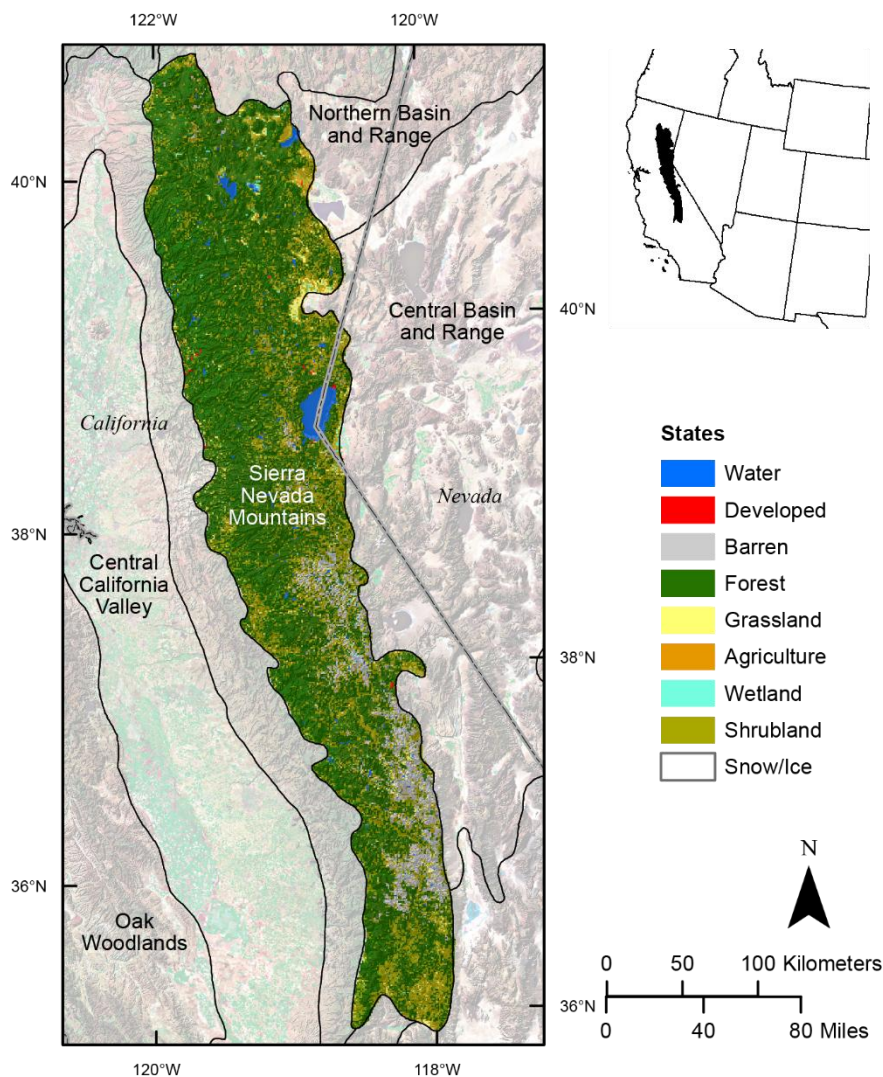 122°W
120°W
Northern Basin
and Range
40°N
Central Basin
and Range
40°N
California
Sierra
Nevada
Mountains
Nevada
38°N
Central
California
Valley
38°N
36°N
Oak
Woodlands
36°N
120°W
118°W
States
Water
Developed
Barren
Forest
Grassland
Agriculture
Wetland
Shrubland
Snow/Ice
N
0 50 100 Kilometers
0 40 80 Miles